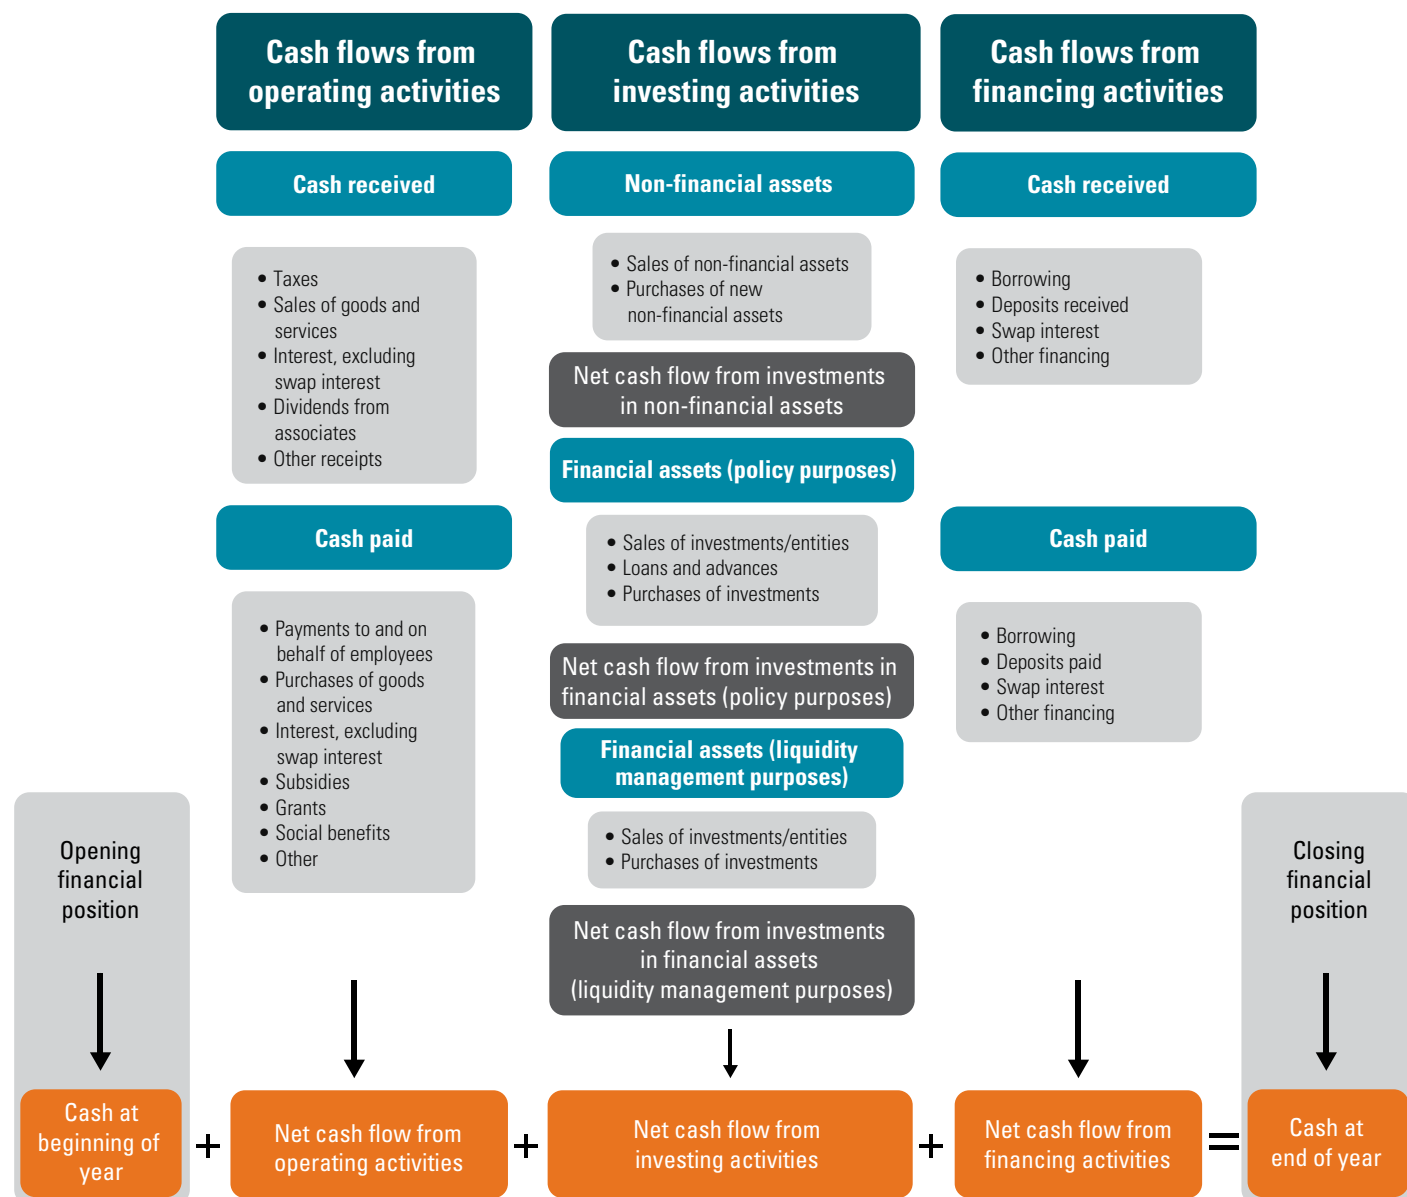 Cash flows from
operating activities
Cash received
• Taxes
• Sales of goods and
services
• Interest, excluding
swap interest
• Dividends from
associates
• Other receipts
Cash paid
• Payments to and on
behalf of employees
• Purchases of goods
and services
• Interest, excluding
swap interest
• Subsidies
• Grants
• Social benefits
• Other
Cash flows from
investing activities
Non-financial assets
• Sales of non-financial assets
• Purchases of new
non-financial assets
Net cash flow from investments
in non-financial assets
Financial assets (policy purposes)
• Sales of investments/entities
• Loans and advances
• Purchases of investments
Net cash flow from investments in
financial assets (policy purposes)
Financial assets (liquidity
management purposes)
• Sales of investments/entities
• Purchases of investments
Net cash flow from investments
in financial assets
(liquidity management purposes)
Cash flows from
financing activities
Cash received
• Borrowing
• Deposits received
• Swap interest
• Other financing
Cash paid
• Borrowing
• Deposits paid
• Swap interest
• Other financing
Opening
financial
position
Closing
financial
position
Cash at
beginning of
year
+
Net cash flow from
operating activities
+
Net cash flow from
investing activities
+
Net cash flow from
financing activities
=
Cash at
end of year